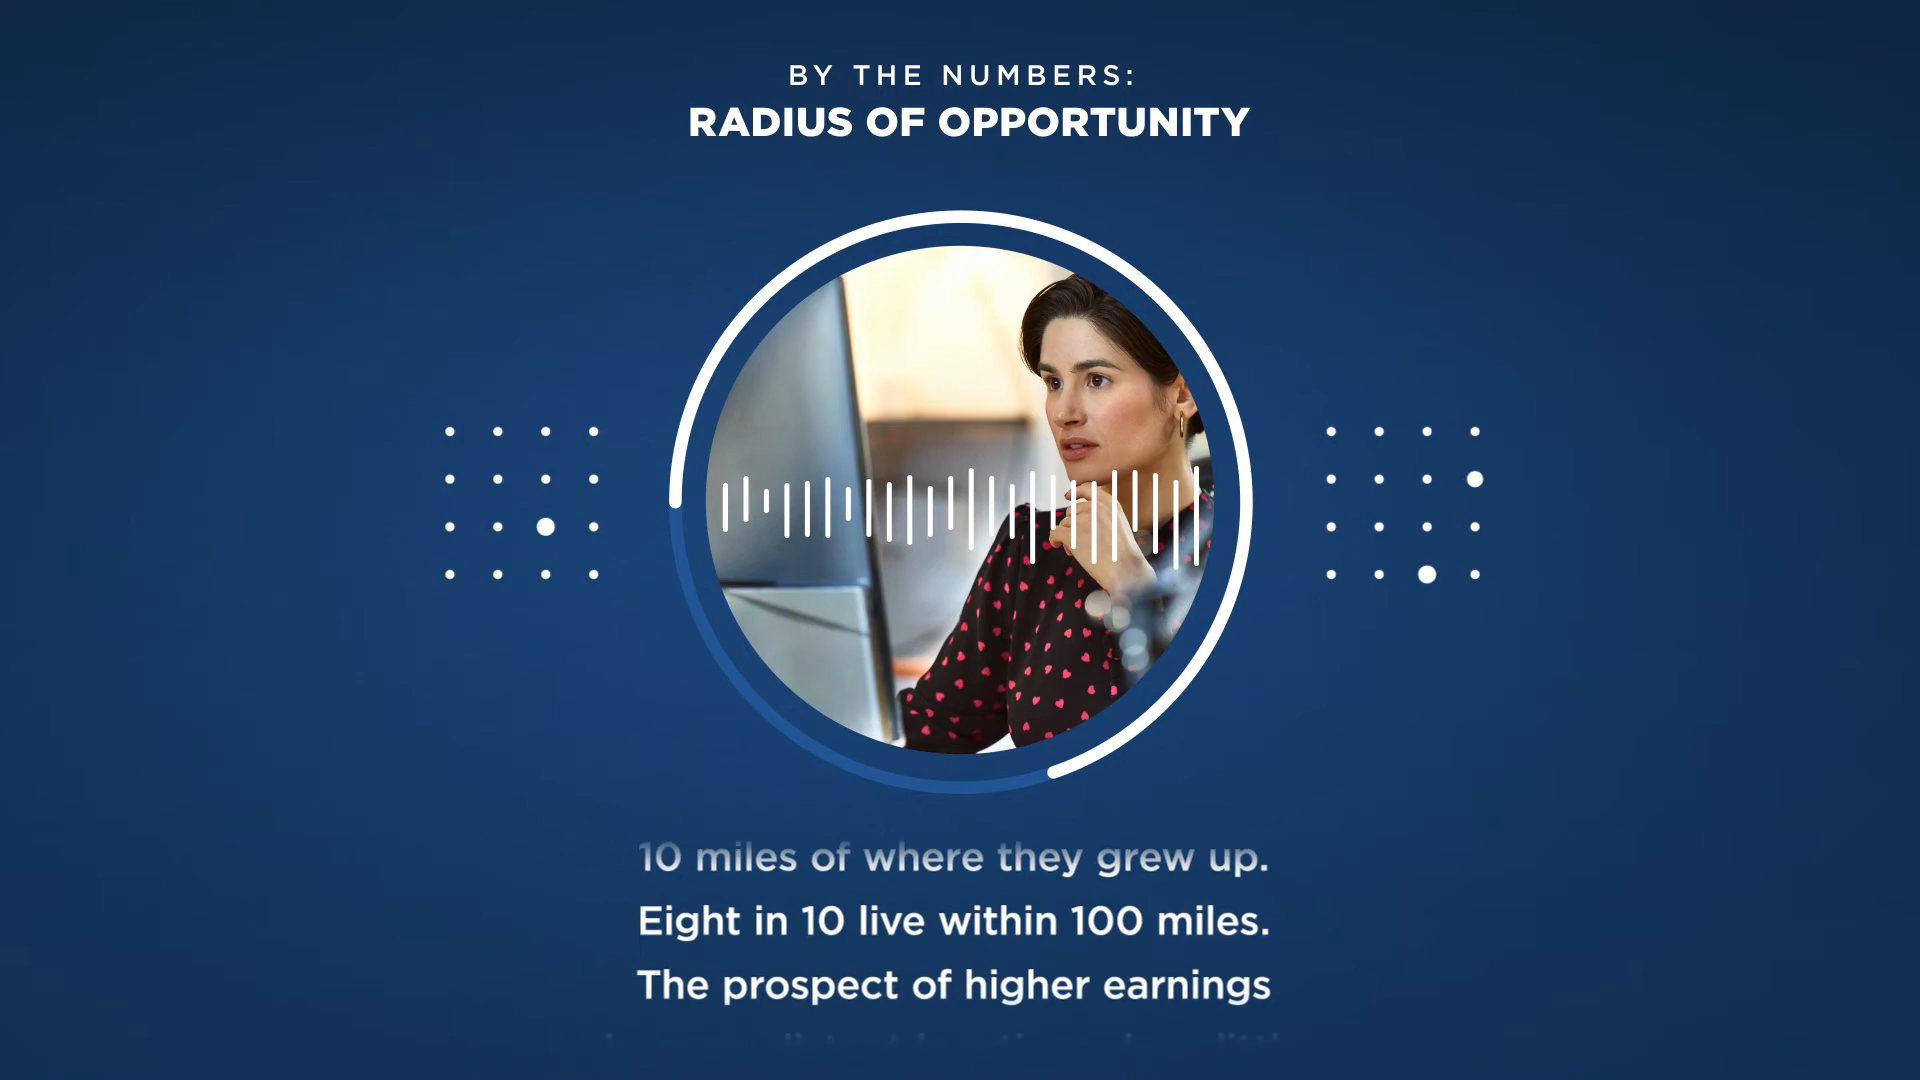 BY THE NUMBERS:
RADIUS OF OPPORTUNITY
10 miles of where they grew up.
Eight in 10 live within 100 miles.
The prospect of higher earnings